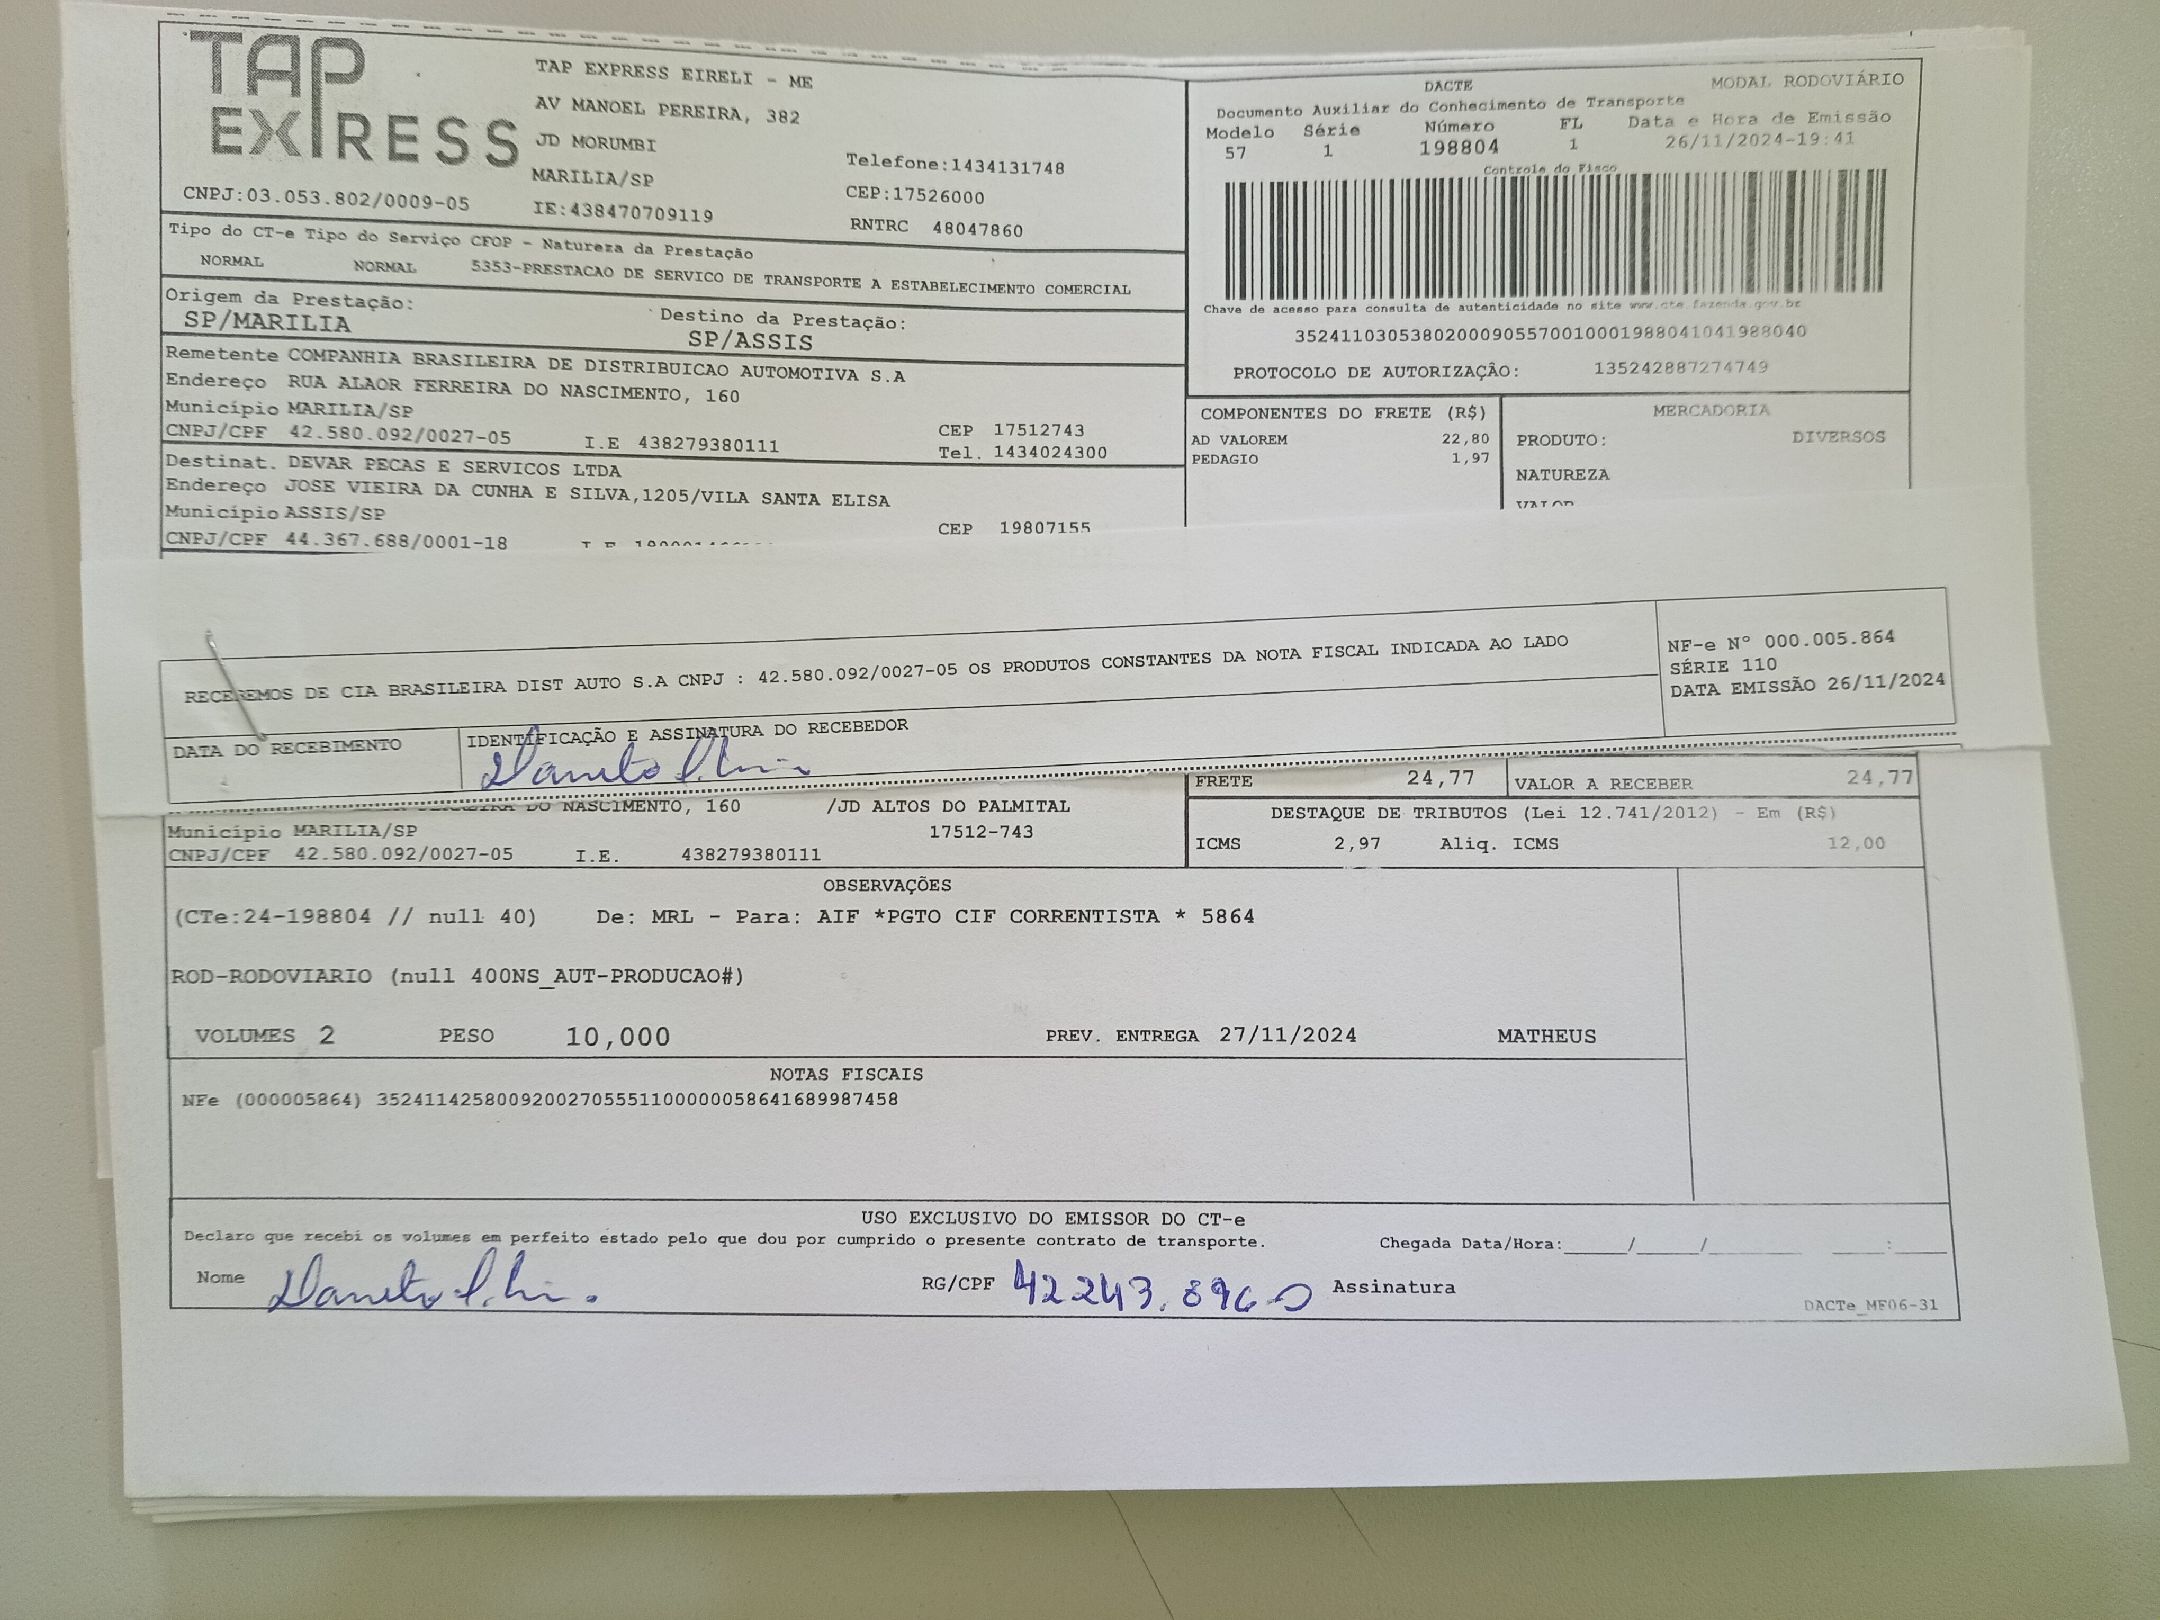 TAP
EXPRESS
TAP EXPRESS EIRELI - ME
AV MANOEL PEREIRA, 382
JD MORUMBI
MARILIA/SP
Telefone:1434131748
CEP:17526000
CNPJ:03.053.802/0009-05 IE:438470709119 RNTRC 48047860
DACTE MODAL RODOVIÁRIO
Documento Auxiliar do Conhecimento de Transporte
Modelo Série Número FL Data e Hora de Emissão
57 1 198804 1 26/11/2024-19:41
Controle do Fisco
Chave de acesso para consulta de autenticidade no site www.cte.fazenda.gov.br
35241103053802000905570010001988041041988040
PROTOCOLO DE AUTORIZAÇÃO: 135242887274749
Tipo do CT-e Tipo do Serviço CFOP - Natureza da Prestação
NORMAL NORMAL 5353-PRESTACAO DE SERVICO DE TRANSPORTE A ESTABELECIMENTO COMERCIAL
Origem da Prestação: Destino da Prestação:
SP/MARILIA SP/ASSIS
Remetente COMPANHIA BRASILEIRA DE DISTRIBUICAO AUTOMOTIVA S.A
Endereço RUA ALAOR FERREIRA DO NASCIMENTO, 160
Município MARILIA/SP CEP 17512743
CNPJ/CPF 42.580.092/0027-05 I.E 438279380111 Tel. 1434024300
Destinat. DEVAR PECAS E SERVICOS LTDA
Endereço JOSE VIEIRA DA CUNHA E SILVA,1205/VILA SANTA ELISA
Município ASSIS/SP CEP 19807155
CNPJ/CPF 44.367.688/0001-18
COMPONENTES DO FRETE (R$) MERCADORIA
AD VALOREM 22,80 PRODUTO: DIVERSOS
PEDAGIO 1,97
NATUREZA
VALOR
RECEBEMOS DE CIA BRASILEIRA DIST AUTO S.A CNPJ : 42.580.092/0027-05 OS PRODUTOS CONSTANTES DA NOTA FISCAL INDICADA AO LADO
NF-e Nº 000.005.864
SÉRIE 110
DATA EMISSÃO 26/11/2024
DATA DO RECEBIMENTO IDENTIFICAÇÃO E ASSINATURA DO RECEBEDOR
FRETE 24,77 VALOR A RECEBER 24,77
DO NASCIMENTO, 160 /JD ALTOS DO PALMITAL
Município MARILIA/SP 17512-743
CNPJ/CPF 42.580.092/0027-05 I.E. 438279380111
DESTAQUE DE TRIBUTOS (Lei 12.741/2012) - Em (R$)
ICMS 2,97 Aliq. ICMS 12,00
OBSERVAÇÕES
(CTe:24-198804 // null 40) De: MRL - Para: AIF *PGTO CIF CORRENTISTA * 5864
ROD-RODOVIARIO (null 400NS_AUT-PRODUCAO#)
VOLUMES 2 PESO 10,000 PREV. ENTREGA 27/11/2024 MATHEUS
NOTAS FISCAIS
NFe (000005864) 35241142580092002705551100000058641689987458
USO EXCLUSIVO DO EMISSOR DO CT-e
Declaro que recebi os volumes em perfeito estado pelo que dou por cumprido o presente contrato de transporte. Chegada Data/Hora:_____/_____/_______ ____:____
Nome RG/CPF Assinatura
DACTe_MF06-31